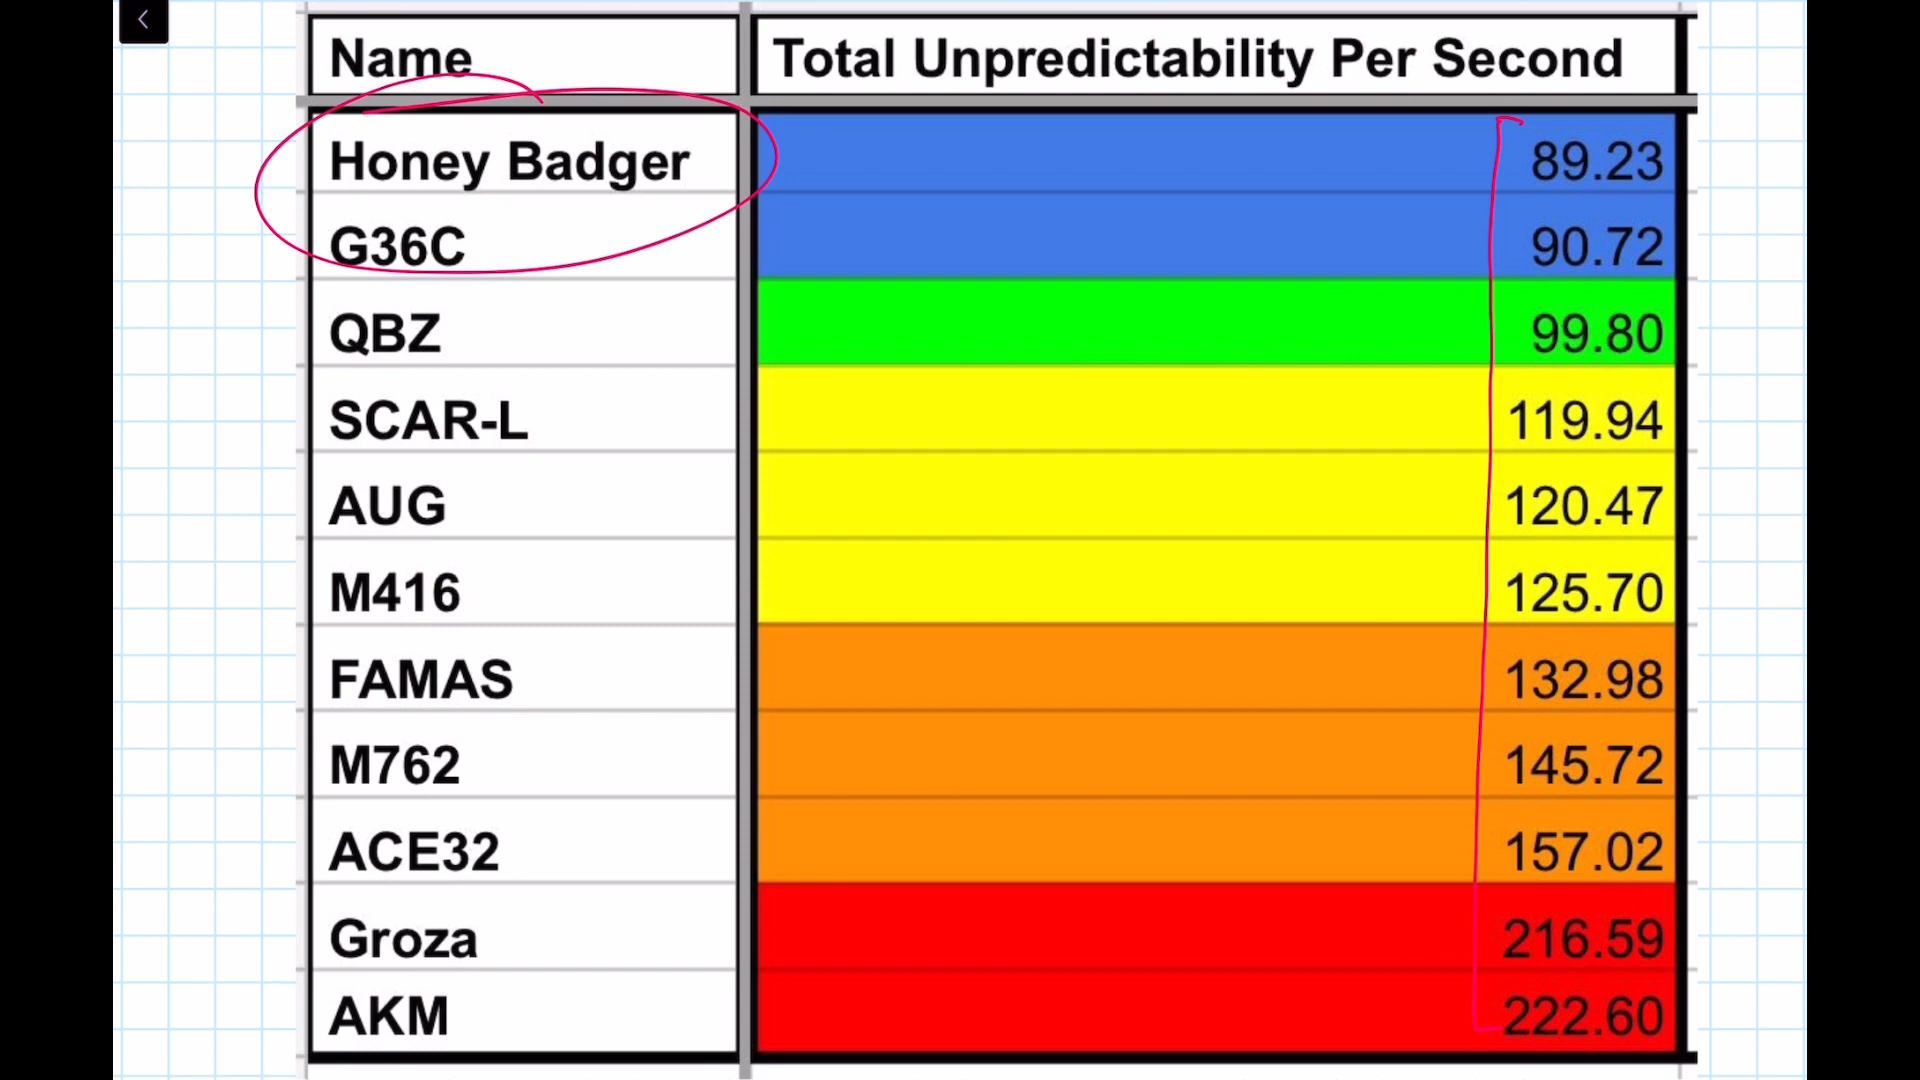 Name Total Unpredictability Per Second
Honey Badger 89.23
G36C 90.72
QBZ 99.80
SCAR-L 119.94
AUG 120.47
M416 125.70
FAMAS 132.98
M762 145.72
ACE32 157.02
Groza 216.59
AKM 222.60